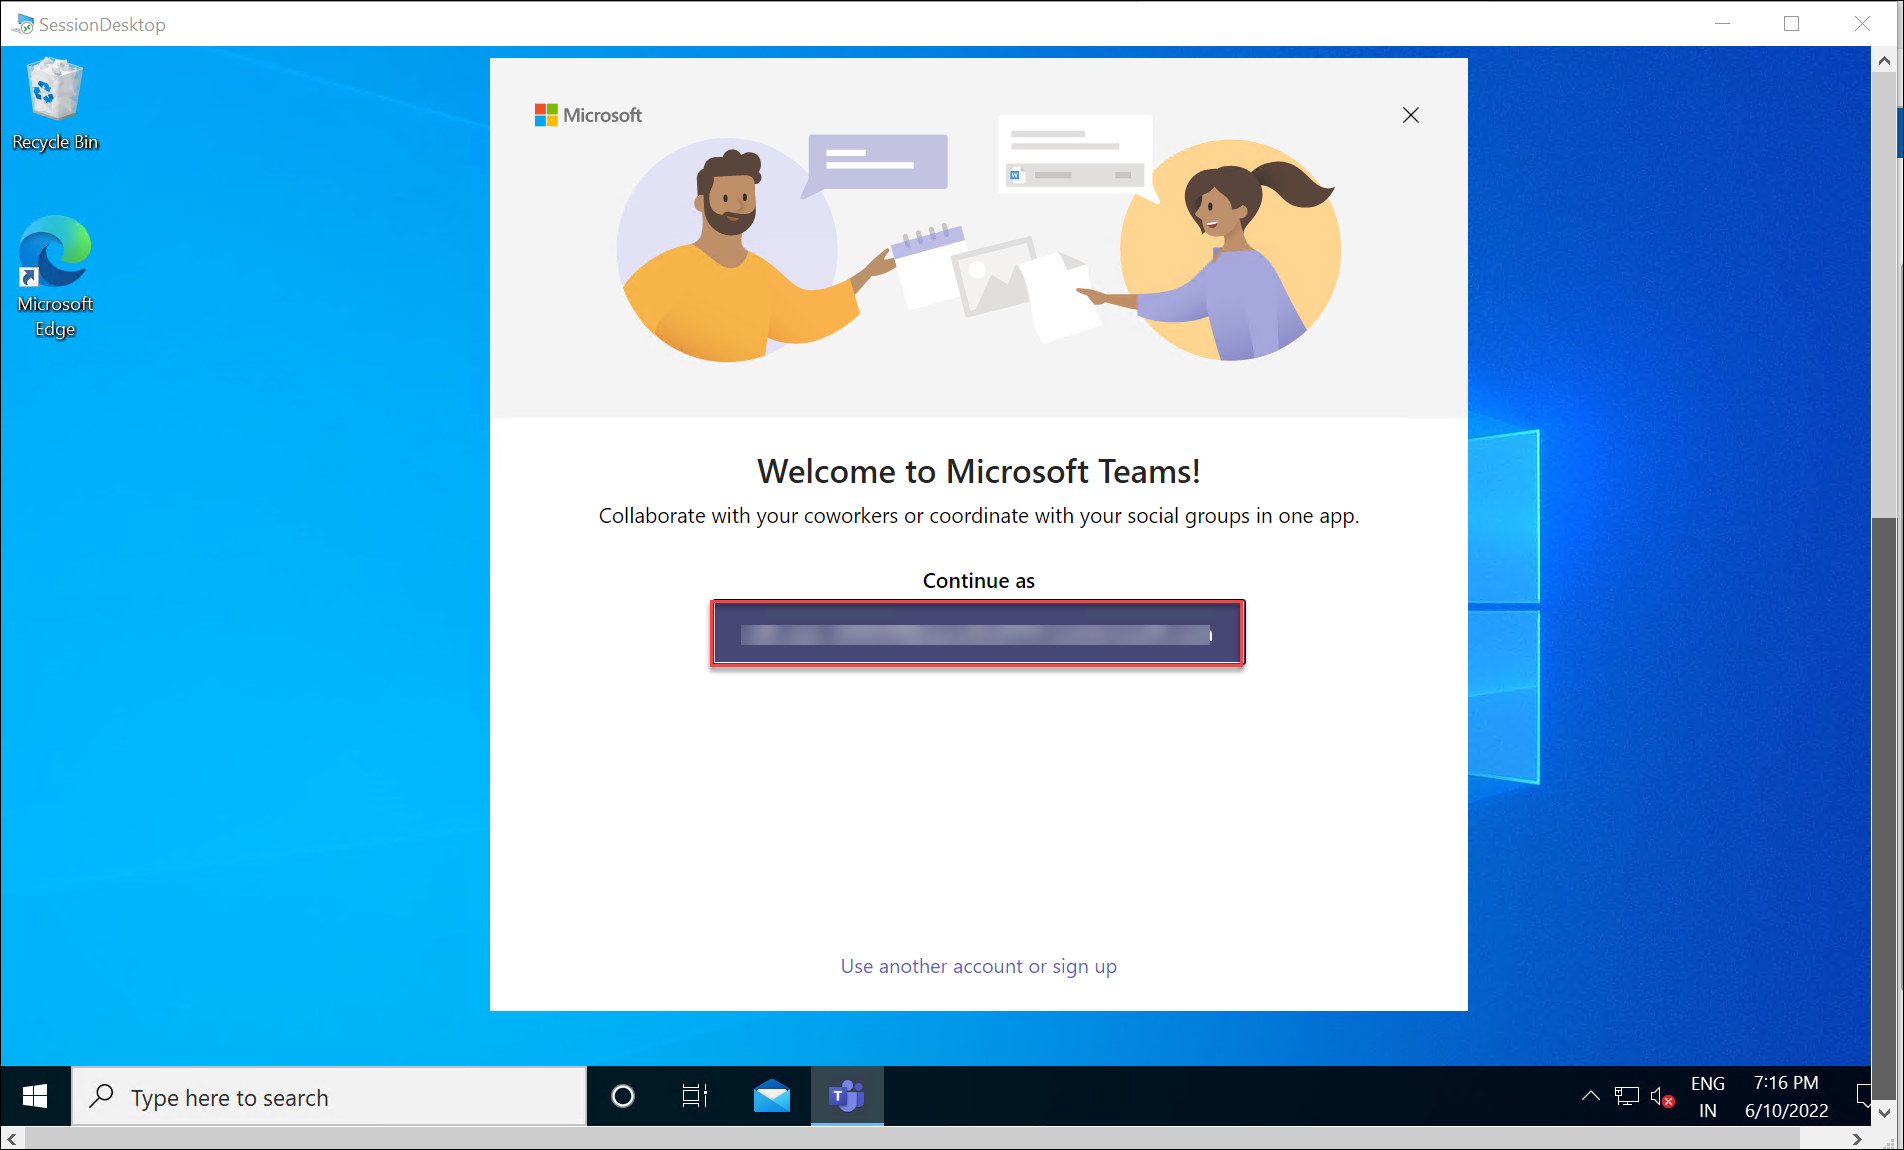 SessionDesktop
Recycle Bin
Microsoft
Edge
Microsoft
Welcome to Microsoft Teams!
Collaborate with your coworkers or coordinate with your social groups in one app.
Continue as
Use another account or sign up
Type here to search
ENG
IN
7:16 PM
6/10/2022